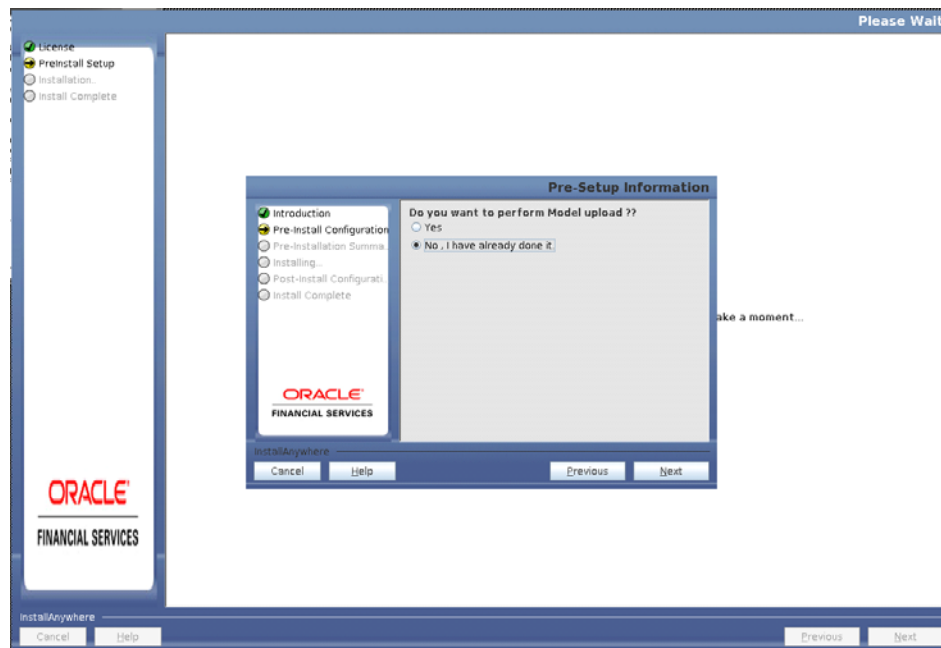 Please Wait
License
PreInstall Setup
Installation..
Install Complete
Pre-Setup Information
Introduction
Pre-Install Configuration
Pre-Installation Summa..
Installing...
Post-Install Configurati..
Install Complete
Do you want to perform Model upload ??
Yes
No , I have already done it.
ake a moment...
ORACLE
FINANCIAL SERVICES
InstallAnywhere
Cancel Help Previous Next
ORACLE
FINANCIAL SERVICES
InstallAnywhere
Cancel Help Previous Next